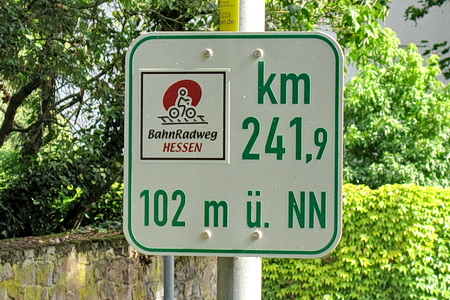 km
241,9
BahnRadweg
HESSEN
102 m ü. NN